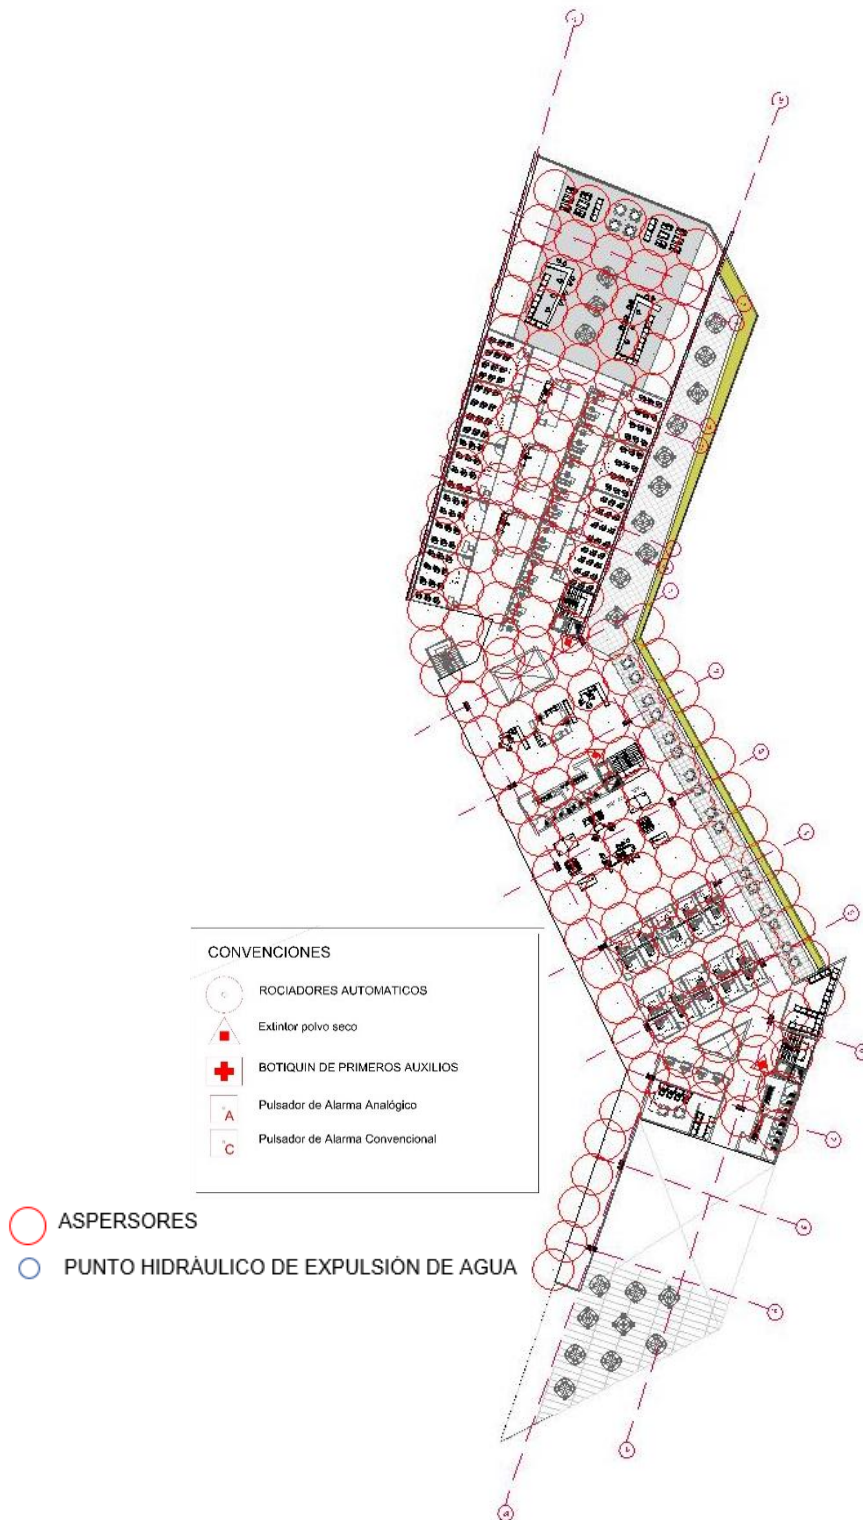 CONVENCIONES
ROCIADORES AUTOMATICOS
Extintor polvo seco
BOTIQUIN DE PRIMEROS AUXILIOS
A
Pulsador de Alarma Analógico
C
Pulsador de Alarma Convencional
ASPERSORES
PUNTO HIDRÁULICO DE EXPULSIÓN DE AGUA